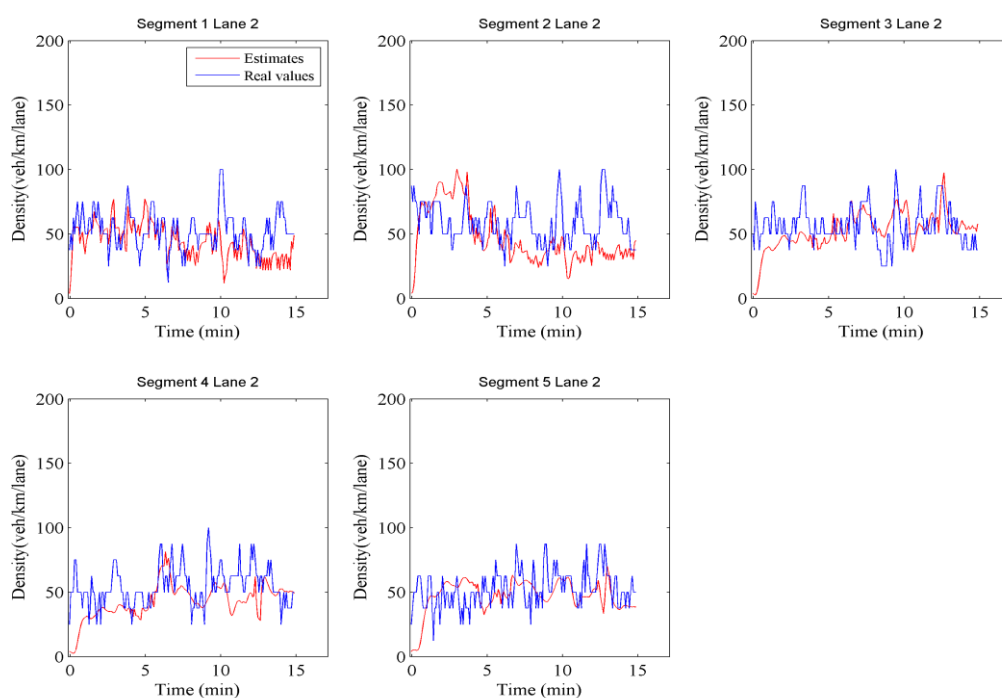 Segment 1 Lane 2
200
150
100
50
0
Density(veh/km/lane)
Estimates
Real values
0 5 10 15
Time (min)
Segment 2 Lane 2
200
150
100
50
0
Density(veh/km/lane)
0 5 10 15
Time (min)
Segment 3 Lane 2
200
150
100
50
0
Density(veh/km/lane)
0 5 10 15
Time (min)
Segment 4 Lane 2
200
150
100
50
0
Density(veh/km/lane)
0 5 10 15
Time (min)
Segment 5 Lane 2
200
150
100
50
0
Density(veh/km/lane)
0 5 10 15
Time (min)